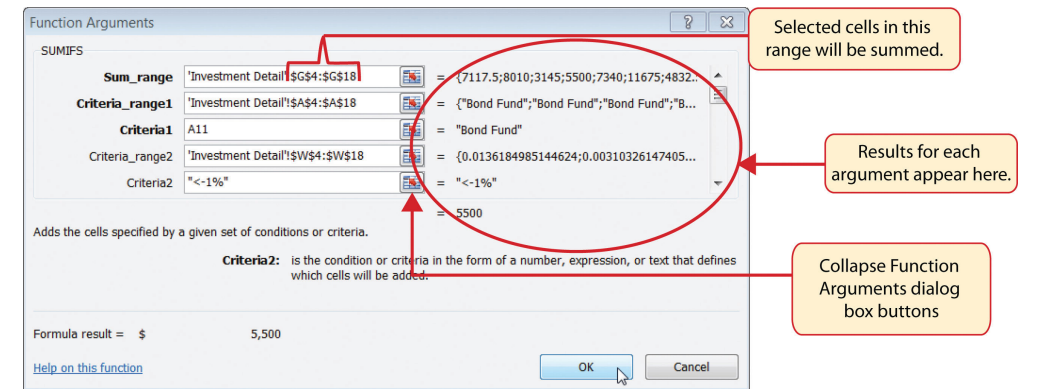 Function Arguments
SUMIFS
Sum_range 'Investment Detail'!$G$4:$G$18 = {7117.5;8010;3145;5500;7340;11675;4832..
Criteria_range1 'Investment Detail'!$A$4:$A$18 = {"Bond Fund";"Bond Fund";"Bond Fund";"B...
Criteria1 A11 = "Bond Fund"
Criteria_range2 'Investment Detail'!$W$4:$W$18 = {0.0136184985144624;0.00310326147405...
Criteria2 "<-1%" = "<-1%"
= 5500
Adds the cells specified by a given set of conditions or criteria.
Criteria2: is the condition or criteria in the form of a number, expression, or text that defines
which cells will be added.
Formula result = $ 5,500
Help on this function
OK Cancel
Selected cells in this
range will be summed.
Results for each
argument appear here.
Collapse Function
Arguments dialog
box buttons